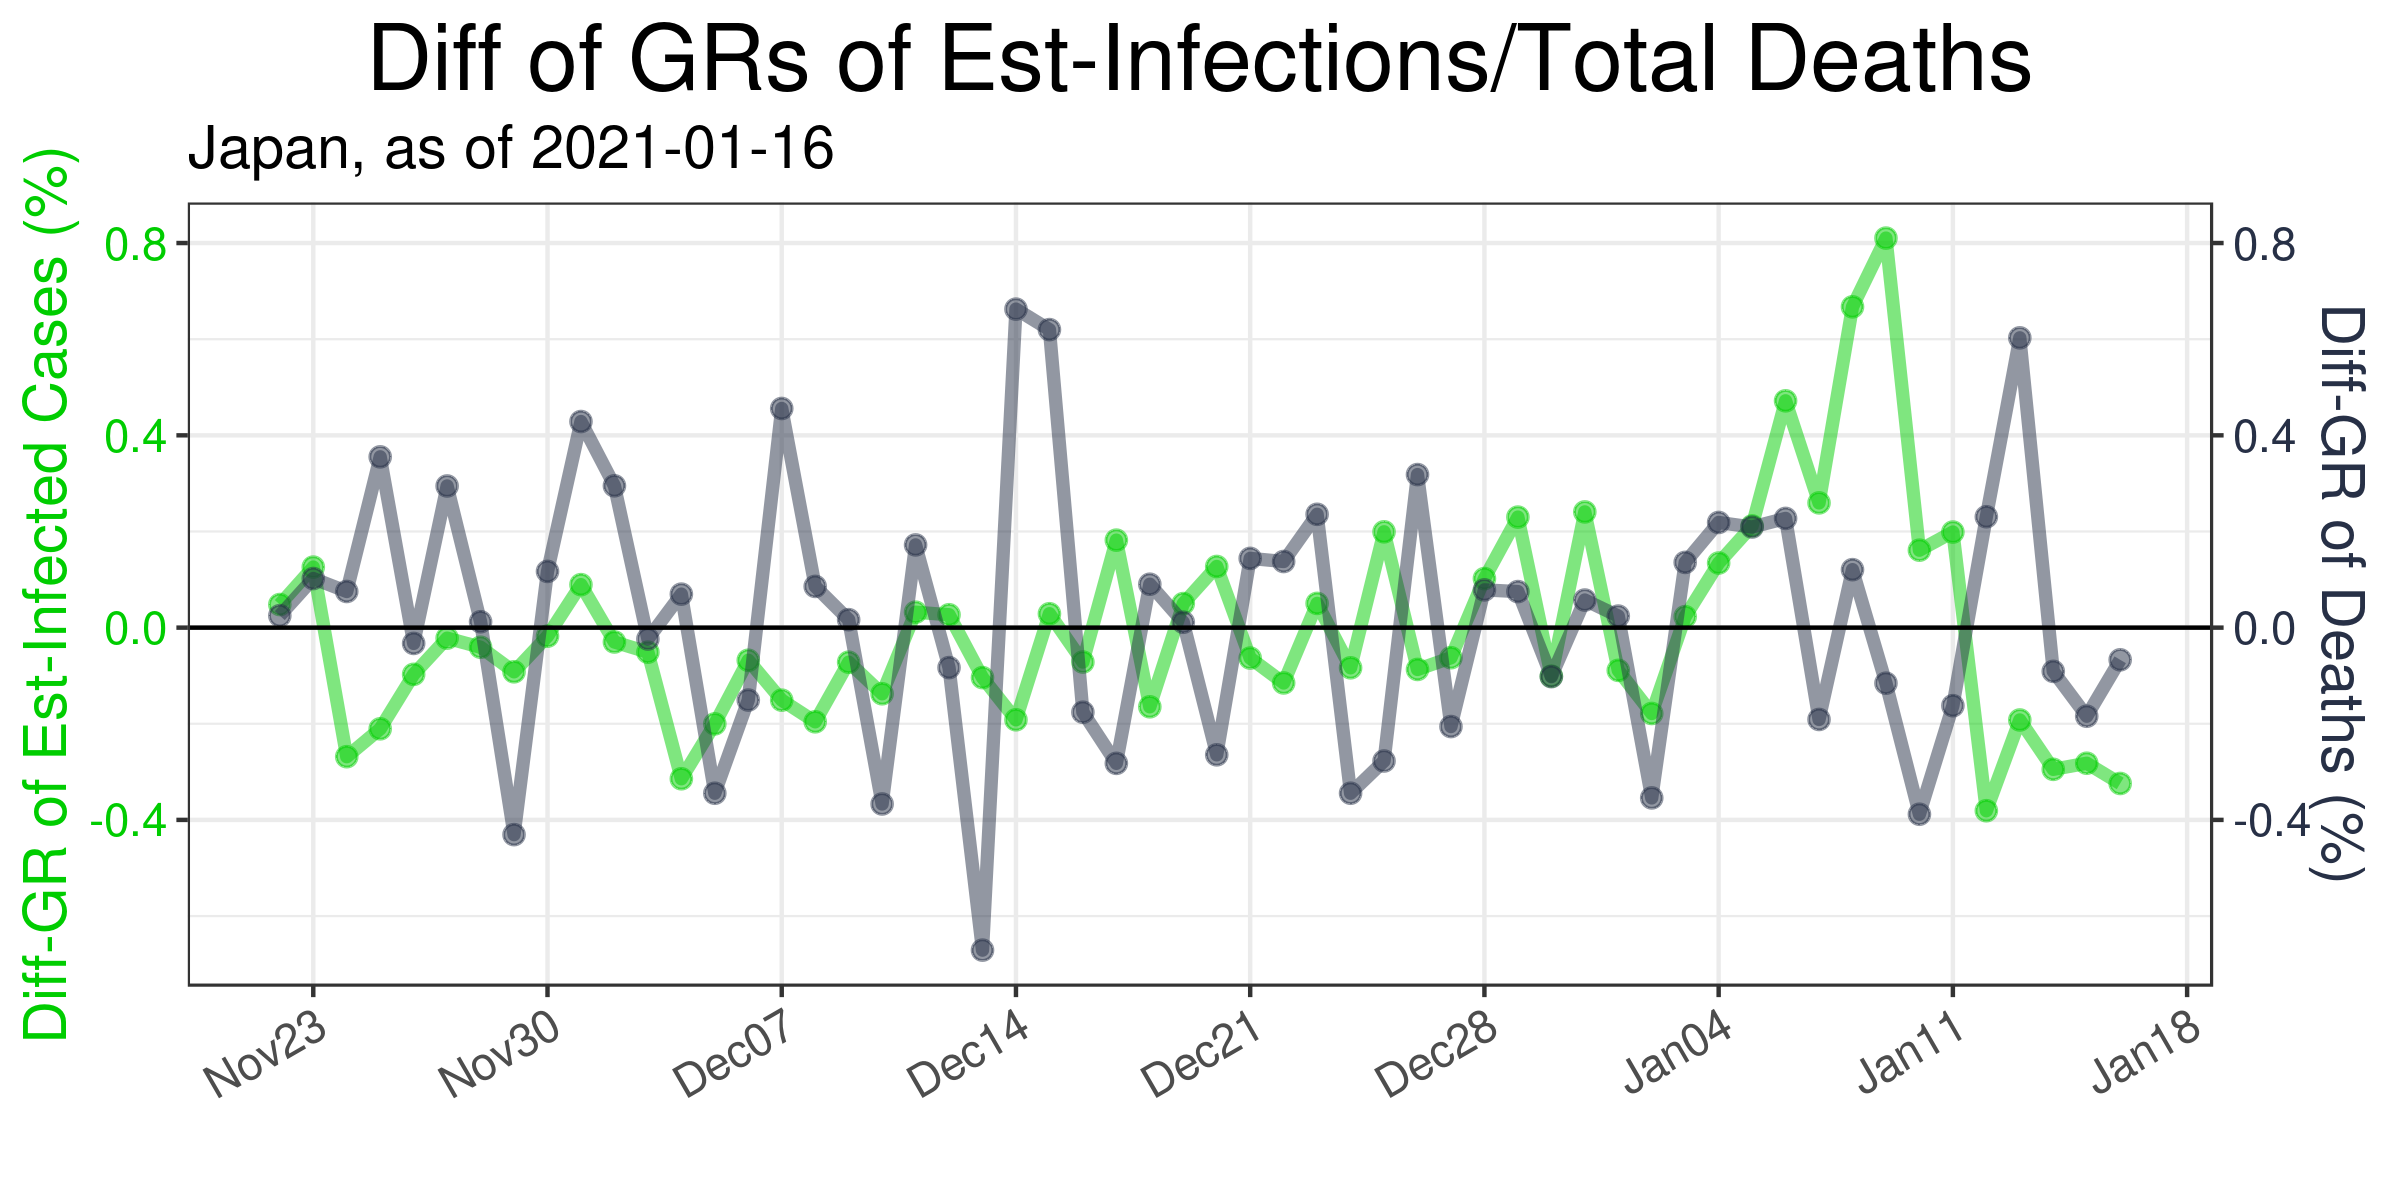 Diff of GRs of Est-Infections/Total Deaths
Japan, as of 2021-01-16
Diff-GR of Est-Infected Cases (%)
0.8
0.4
0.0
-0.4
0.8
0.4
0.0
-0.4
Diff-GR of Deaths (%)
Nov23
Nov30
Dec07
Dec14
Dec21
Dec28
Jan04
Jan11
Jan18